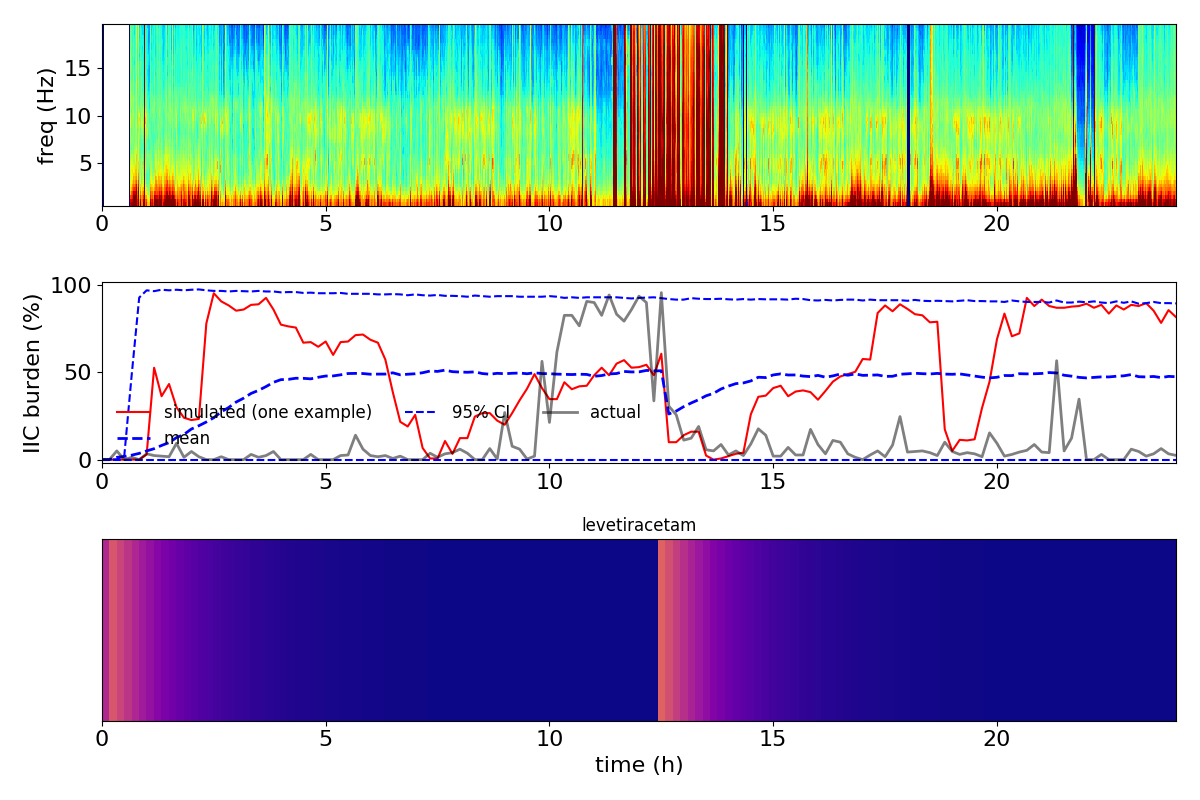 freq (Hz)
15
10
5
0 5 10 15 20
IIC burden (%)
100
50
0
simulated (one example) 95% CI actual
mean
0 5 10 15 20
levetiracetam
0 5 10 15 20
time (h)